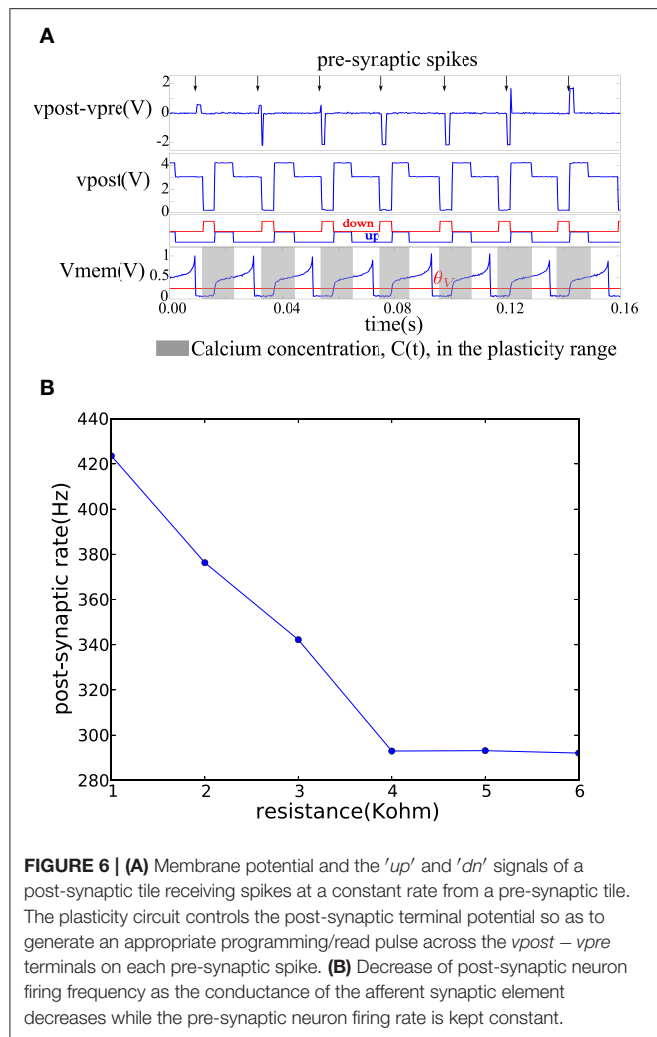 A
pre-synaptic spikes
vpost-vpre(V)
2
0
-2
vpost(V)
4
2
0
down
up
Vmem(V)
1
0.5
0
θV
0.00 0.04 0.08 0.12 0.16
time(s)
Calcium concentration, C(t), in the plasticity range
B
440
420
400
380
360
340
320
300
280
post-synaptic rate(Hz)
1 2 3 4 5 6
resistance(Kohm)
FIGURE 6 | (A) Membrane potential and the 'up' and 'dn' signals of a
post-synaptic tile receiving spikes at a constant rate from a pre-synaptic tile.
The plasticity circuit controls the post-synaptic terminal potential so as to
generate an appropriate programming/read pulse across the vpost – vpre
terminals on each pre-synaptic spike. (B) Decrease of post-synaptic neuron
firing frequency as the conductance of the afferent synaptic element
decreases while the pre-synaptic neuron firing rate is kept constant.